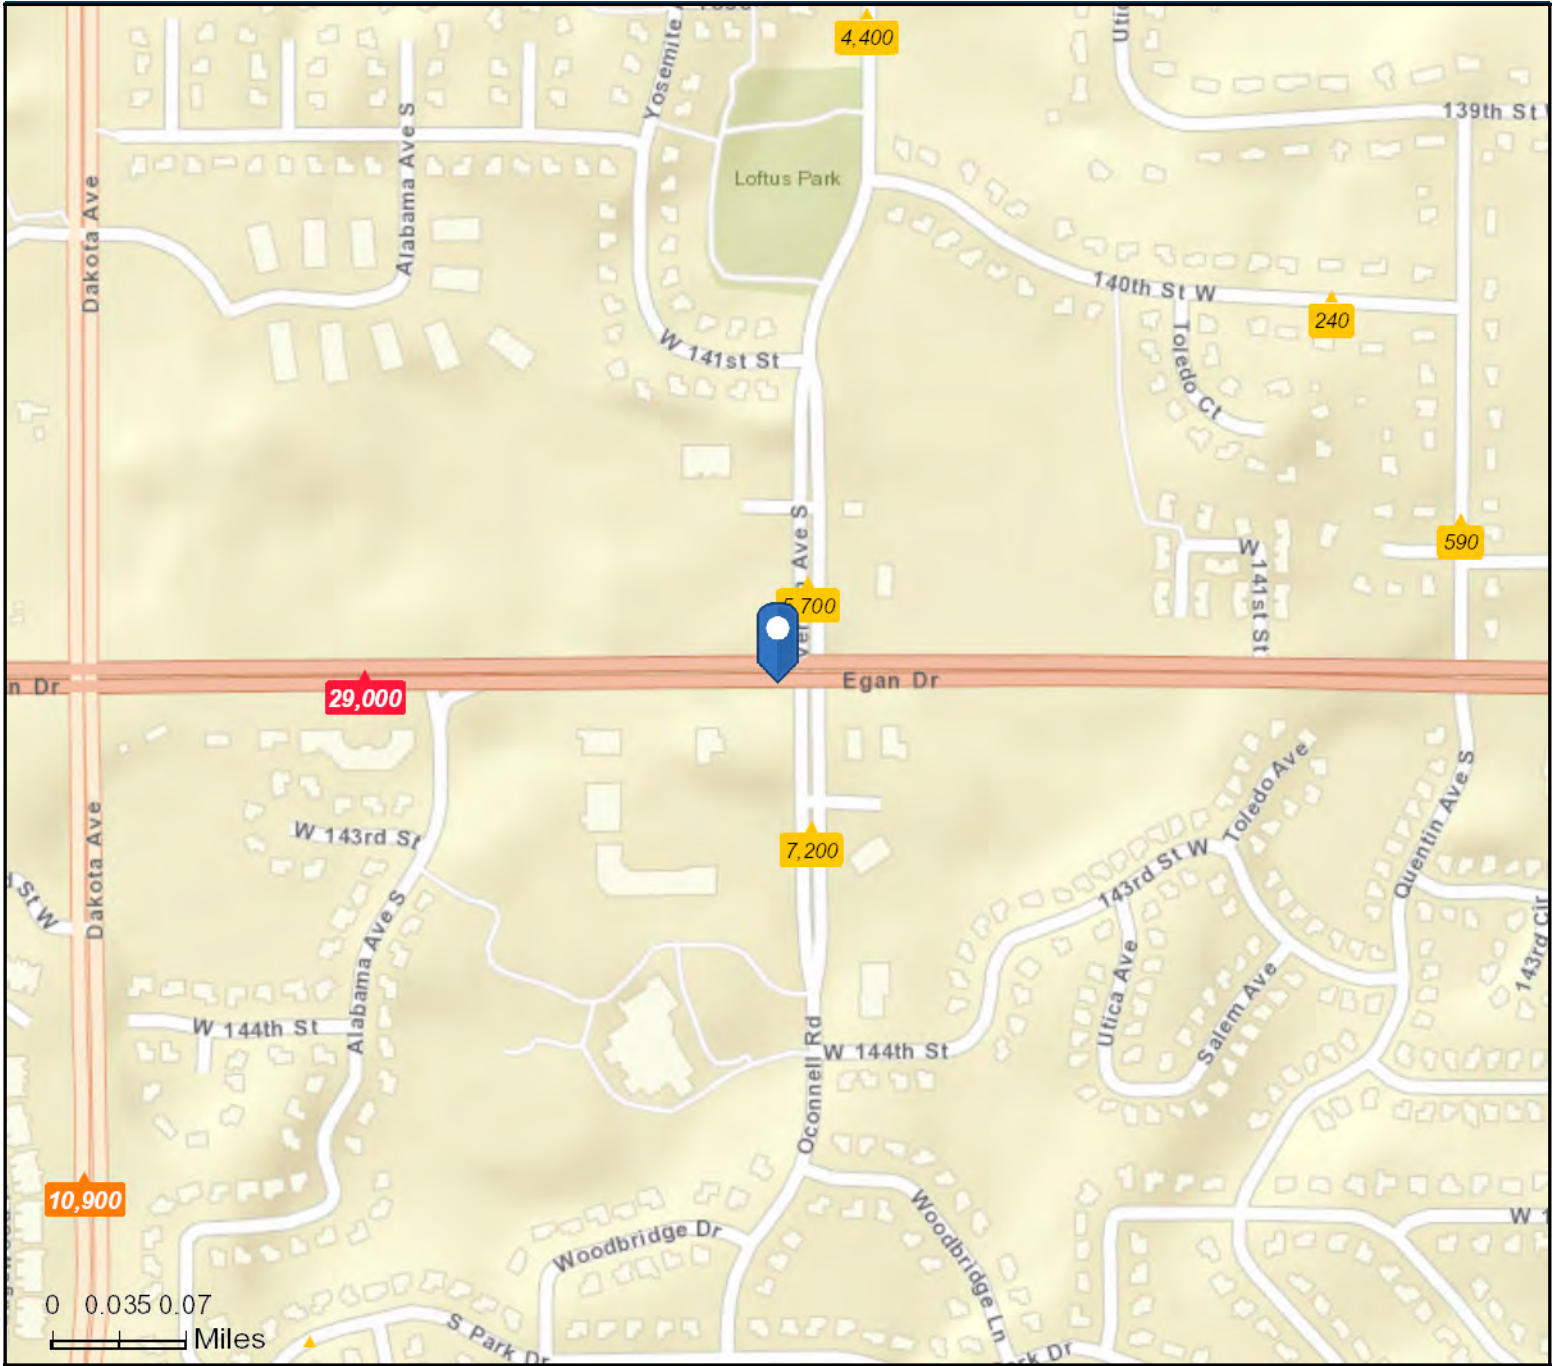 4,400
Yosemite
139th St
Loftus Park
Dakota Ave
Alabama Ave S
140th St W
240
W 141st St
Toledo Ct
Ave S
590
W 141st St
5,700
n Dr
29,000
Egan Dr
Toledo Ave
Quentin Ave S
W 143rd St
Dakota Ave
7,200
143rd St W
St W
Alabama Ave S
143rd Cir
Utica Ave
Salem Ave
W 144th St
Oconnell Rd
W 144th St
10,900
Woodbridge Dr
Woodbridge Ln
W 1
0 0.035 0.07
Miles
S Park Dr
rk Dr